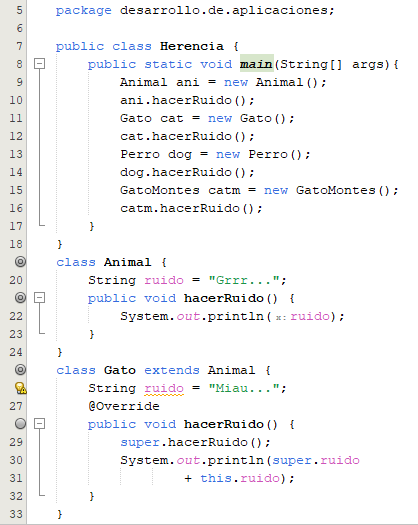 5 package desarrollo.de.aplicaciones;
6
7 public class Herencia {
8 public static void main(String[] args){
9 Animal ani = new Animal();
10 ani.hacerRuido();
11 Gato cat = new Gato();
12 cat.hacerRuido();
13 Perro dog = new Perro();
14 dog.hacerRuido();
15 GatoMontes catm = new GatoMontes();
16 catm.hacerRuido();
17 }
18 }
class Animal {
20 String ruido = "Grrr...";
public void hacerRuido() {
22 System.out.println( x: ruido);
23 }
24 }
class Gato extends Animal {
String ruido = "Miau...";
27 @Override
public void hacerRuido() {
29 super.hacerRuido();
30 System.out.println(super.ruido
31 + this.ruido);
32 }
33 }